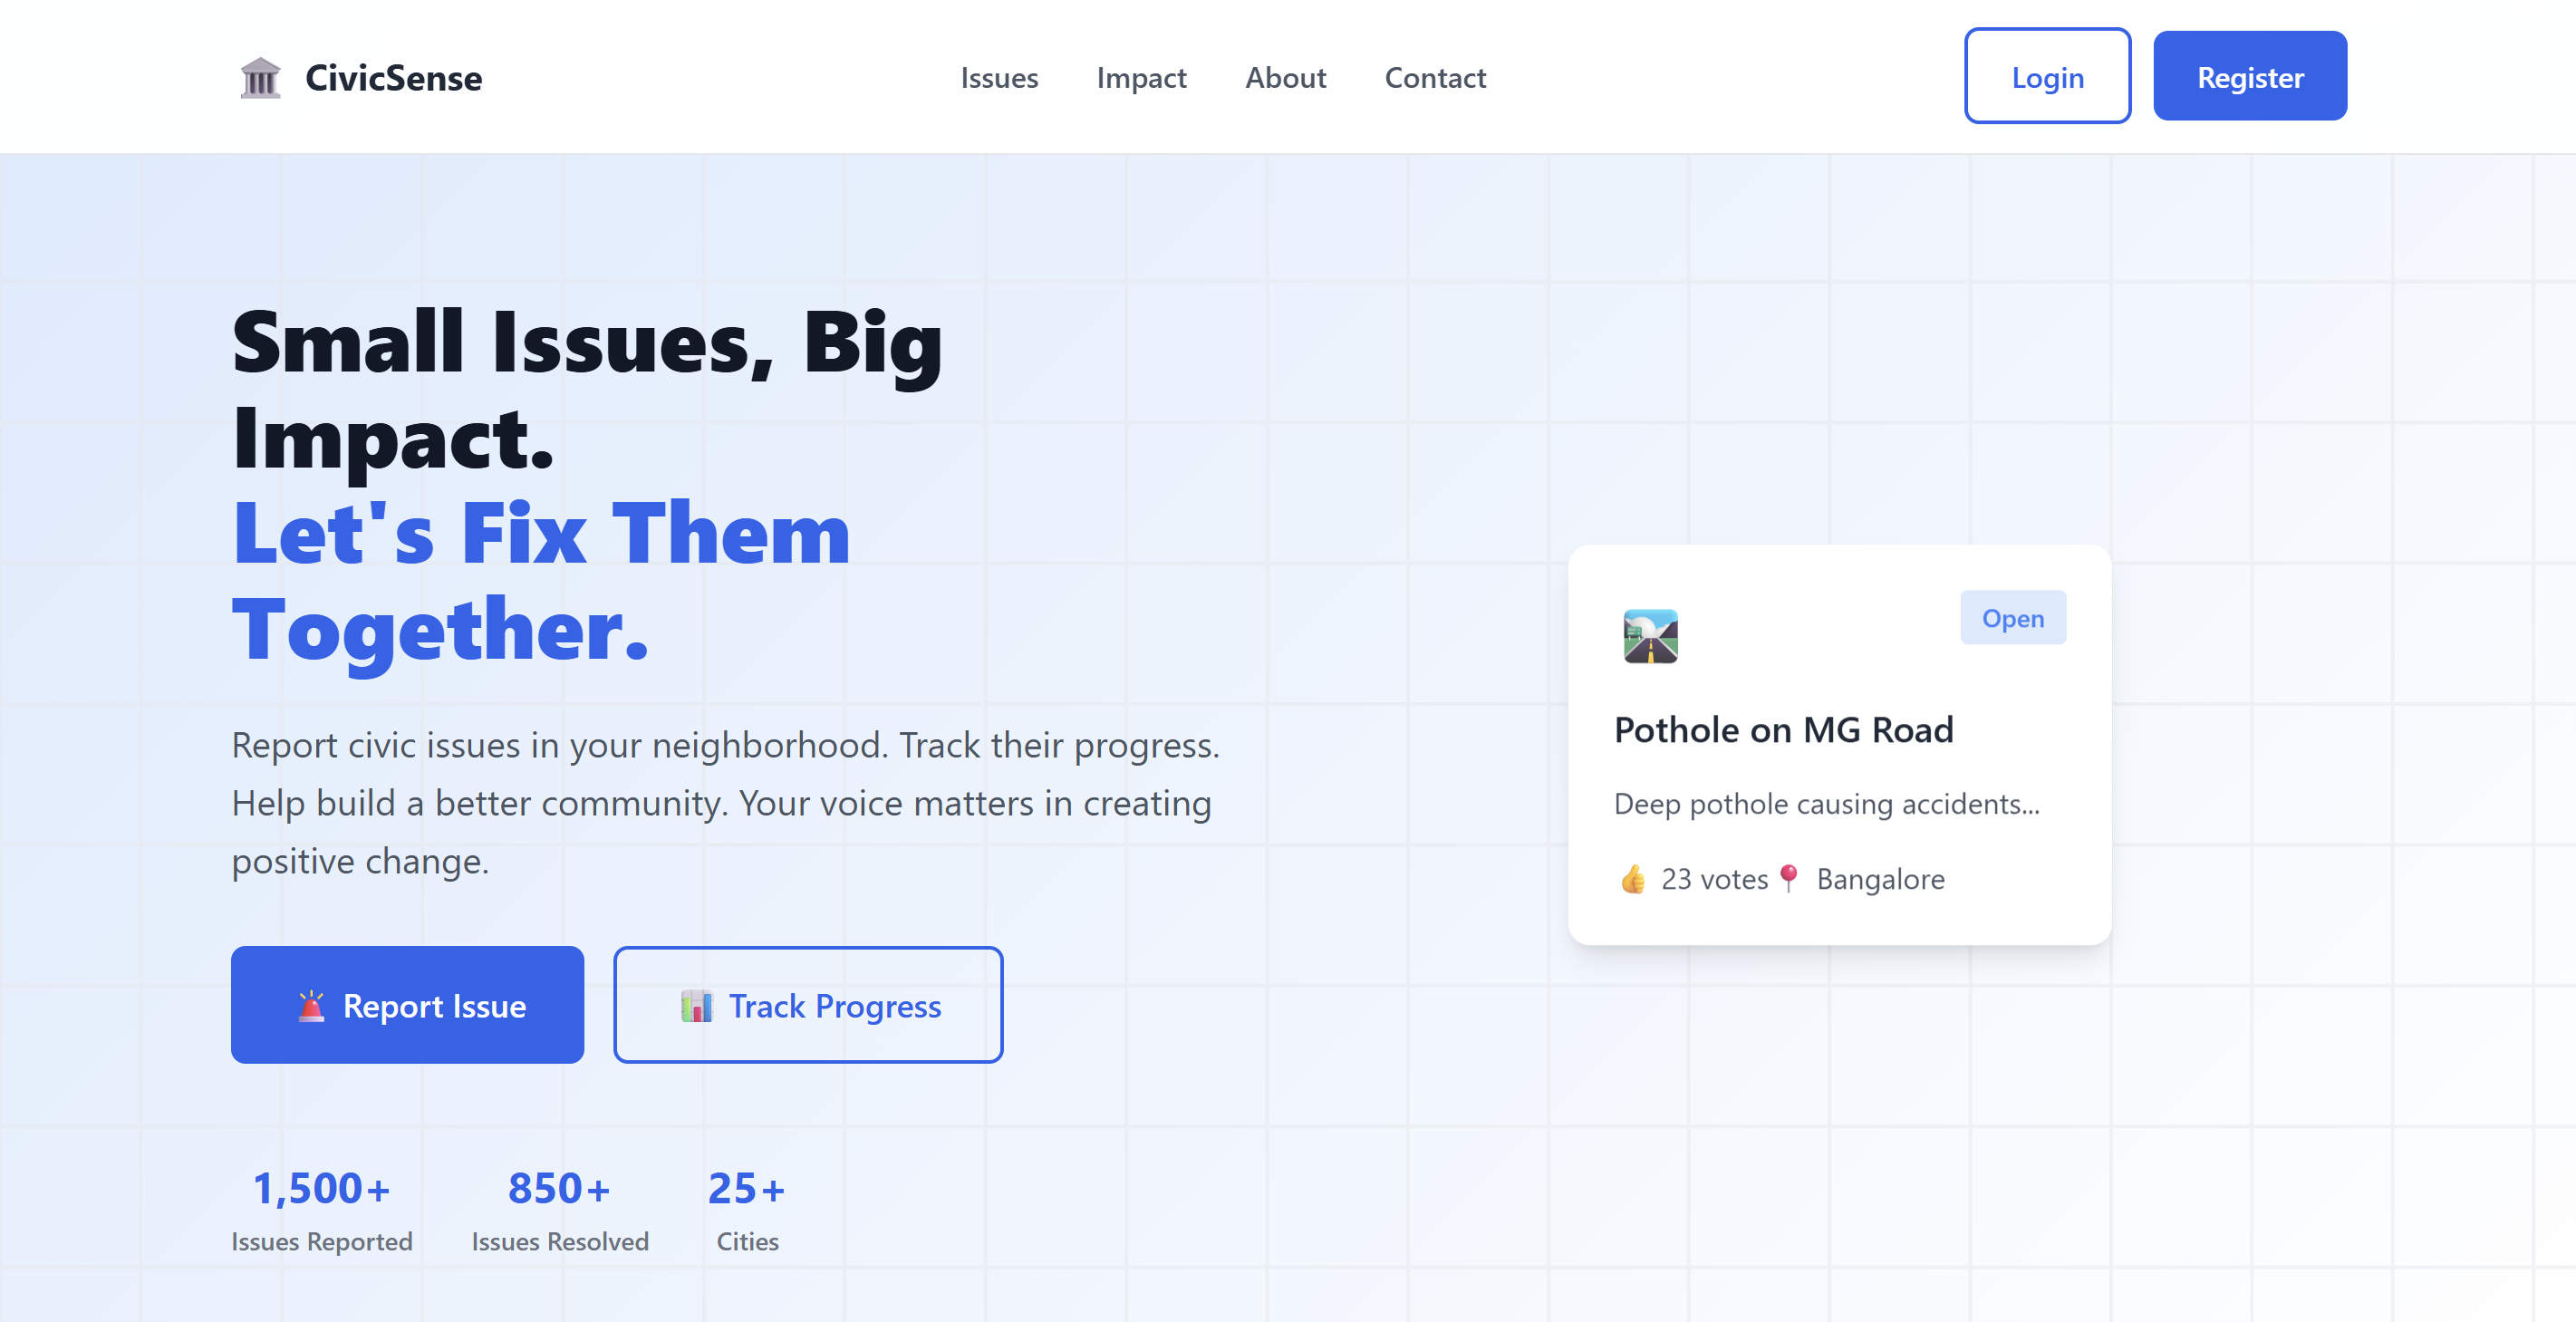 CivicSense
Issues Impact About Contact
Login Register
Small Issues, Big
Impact.
Let's Fix Them
Together.
Report civic issues in your neighborhood. Track their progress.
Help build a better community. Your voice matters in creating
positive change.
Report Issue Track Progress
1,500+ 850+ 25+
Issues Reported Issues Resolved Cities
Open
Pothole on MG Road
Deep pothole causing accidents...
23 votes Bangalore